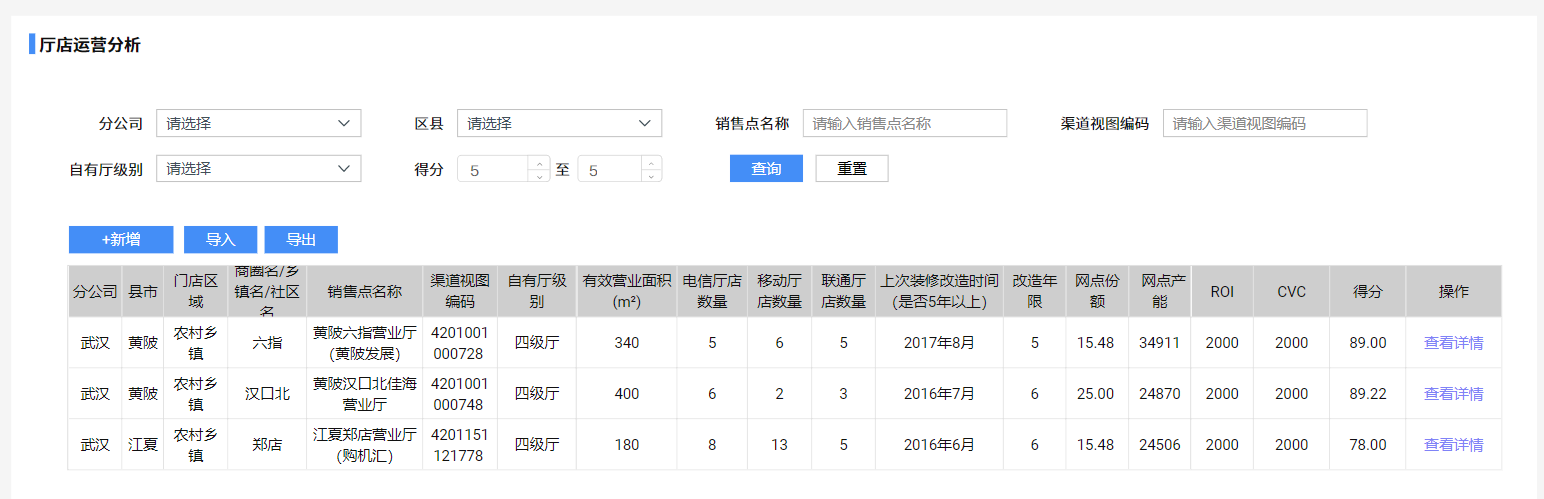 厅店运营分析
分公司 请选择 区县 请选择 销售点名称 请输入销售点名称 渠道视图编码 请输入渠道视图编码
自有厅级别 请选择 得分 5 至 5 查询 重置
+新增 导入 导出
分公司 县市 门店区域 商圈名/乡镇名/社区名 销售点名称 渠道视图编码 自有厅级别 有效营业面积(m²) 电信厅店数量 移动厅店数量 联通厅店数量 上次装修改造时间(是否5年以上) 改造年限 网点份额 网点产能 ROI CVC 得分 操作
武汉 黄陂 农村乡镇 六指 黄陂六指营业厅(黄陂发展) 4201001000728 四级厅 340 5 6 5 2017年8月 5 15.48 34911 2000 2000 89.00 查看详情
武汉 黄陂 农村乡镇 汉口北 黄陂汉口北佳海营业厅 4201001000748 四级厅 400 6 2 3 2016年7月 6 25.00 24870 2000 2000 89.22 查看详情
武汉 江夏 农村乡镇 郑店 江夏郑店营业厅(购机汇) 4201151121778 四级厅 180 8 13 5 2016年6月 6 15.48 24506 2000 2000 78.00 查看详情